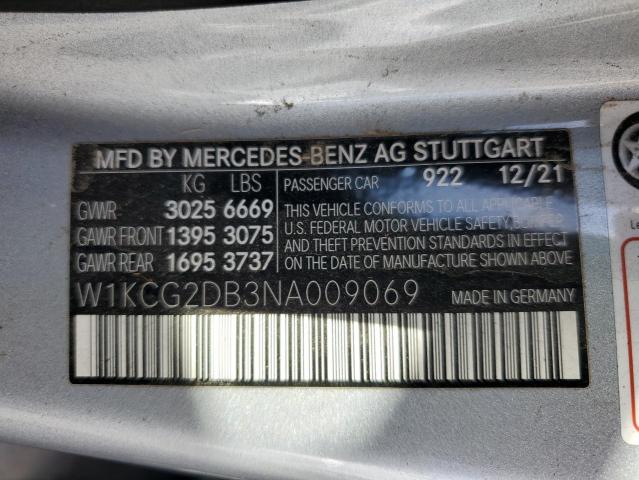 MFD BY MERCEDES-BENZ AG STUTTGART
KG LBS
GVWR 3025 6669
GAWR FRONT 1395 3075
GAWR REAR 1695 3737
PASSENGER CAR 922 12/21
THIS VEHICLE CONFORMS TO ALL APPLICABLE
U.S. FEDERAL MOTOR VEHICLE SAFETY, BUMPER
AND THEFT PREVENTION STANDARDS IN EFFECT
ON THE DATE OF MANUFACTURE SHOWN ABOVE
W1KCG2DB3NA009069 MADE IN GERMANY